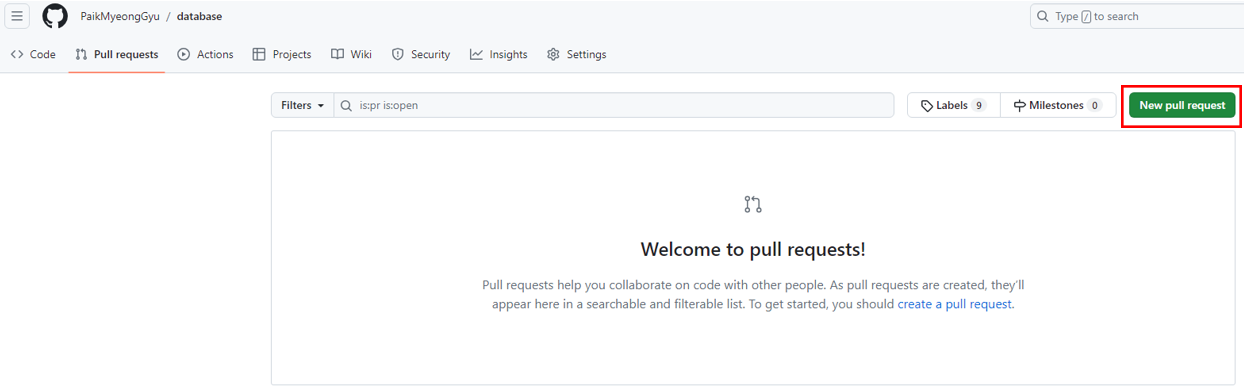 PaikMyeongGyu / database
Type / to search
Code Pull requests Actions Projects Wiki Security Insights Settings
Filters is:pr is:open Labels 9 Milestones 0 New pull request
Welcome to pull requests!
Pull requests help you collaborate on code with other people. As pull requests are created, they'll
appear here in a searchable and filterable list. To get started, you should create a pull request.